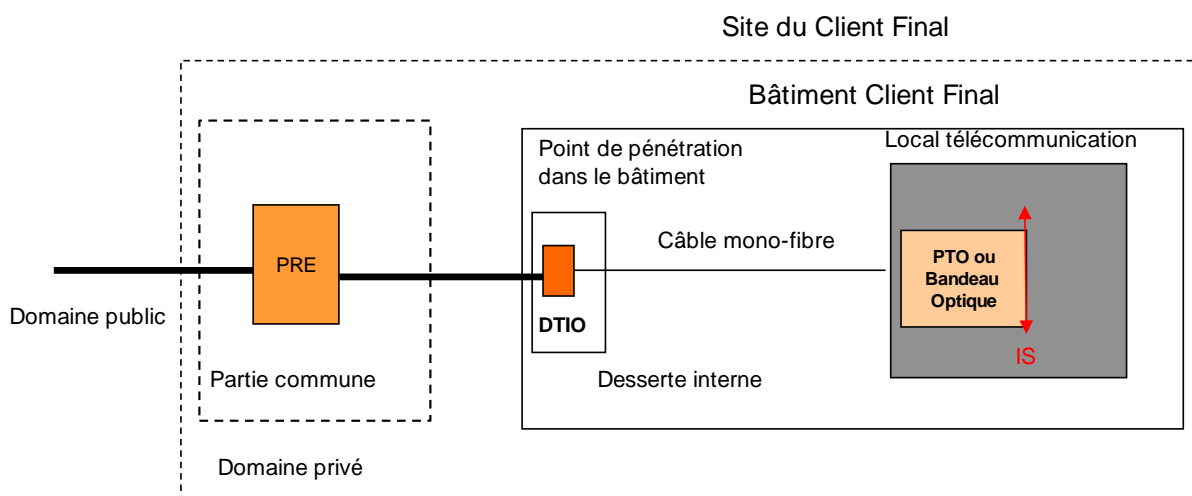 Site du Client Final
Bâtiment Client Final
Local télécommunication
Point de pénétration
dans le bâtiment
Câble mono-fibre
PRE
PTO ou
Bandeau
Optique
Domaine public
DTIO
IS
Partie commune
Desserte interne
Domaine privé